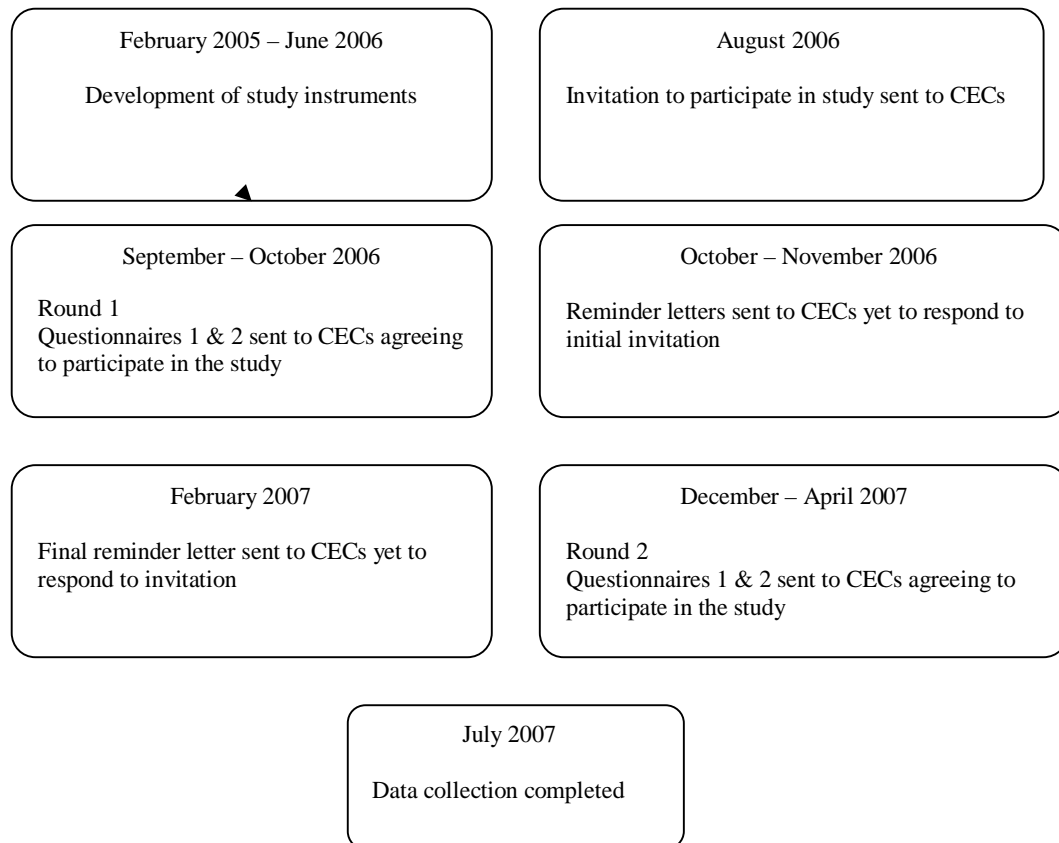 February 2005 – June 2006
Development of study instruments
August 2006
Invitation to participate in study sent to CECs
September – October 2006
Round 1
Questionnaires 1 & 2 sent to CECs agreeing
to participate in the study
October – November 2006
Reminder letters sent to CECs yet to respond to
initial invitation
February 2007
Final reminder letter sent to CECs yet to
respond to invitation
December – April 2007
Round 2
Questionnaires 1 & 2 sent to CECs agreeing to
participate in the study
July 2007
Data collection completed